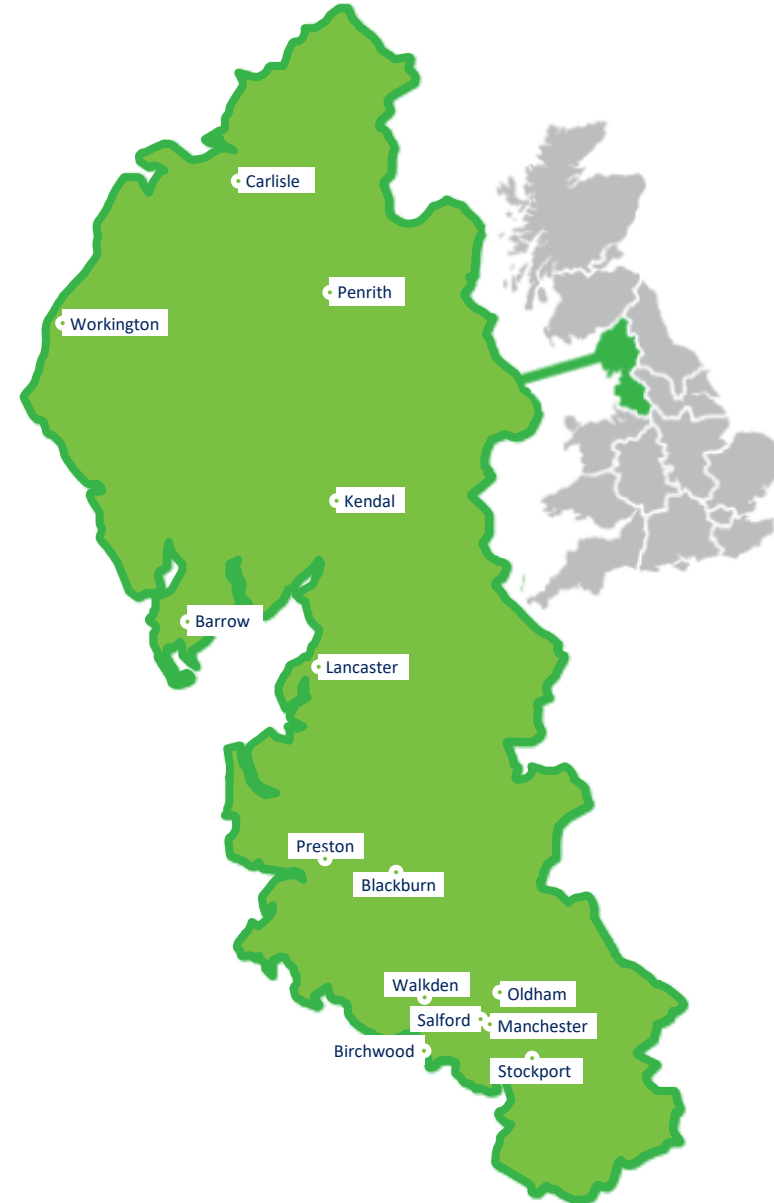 Carlisle
Penrith
Workington
Kendal
Barrow
Lancaster
Preston
Blackburn
Walkden
Oldham
Salford
Manchester
Birchwood
Stockport